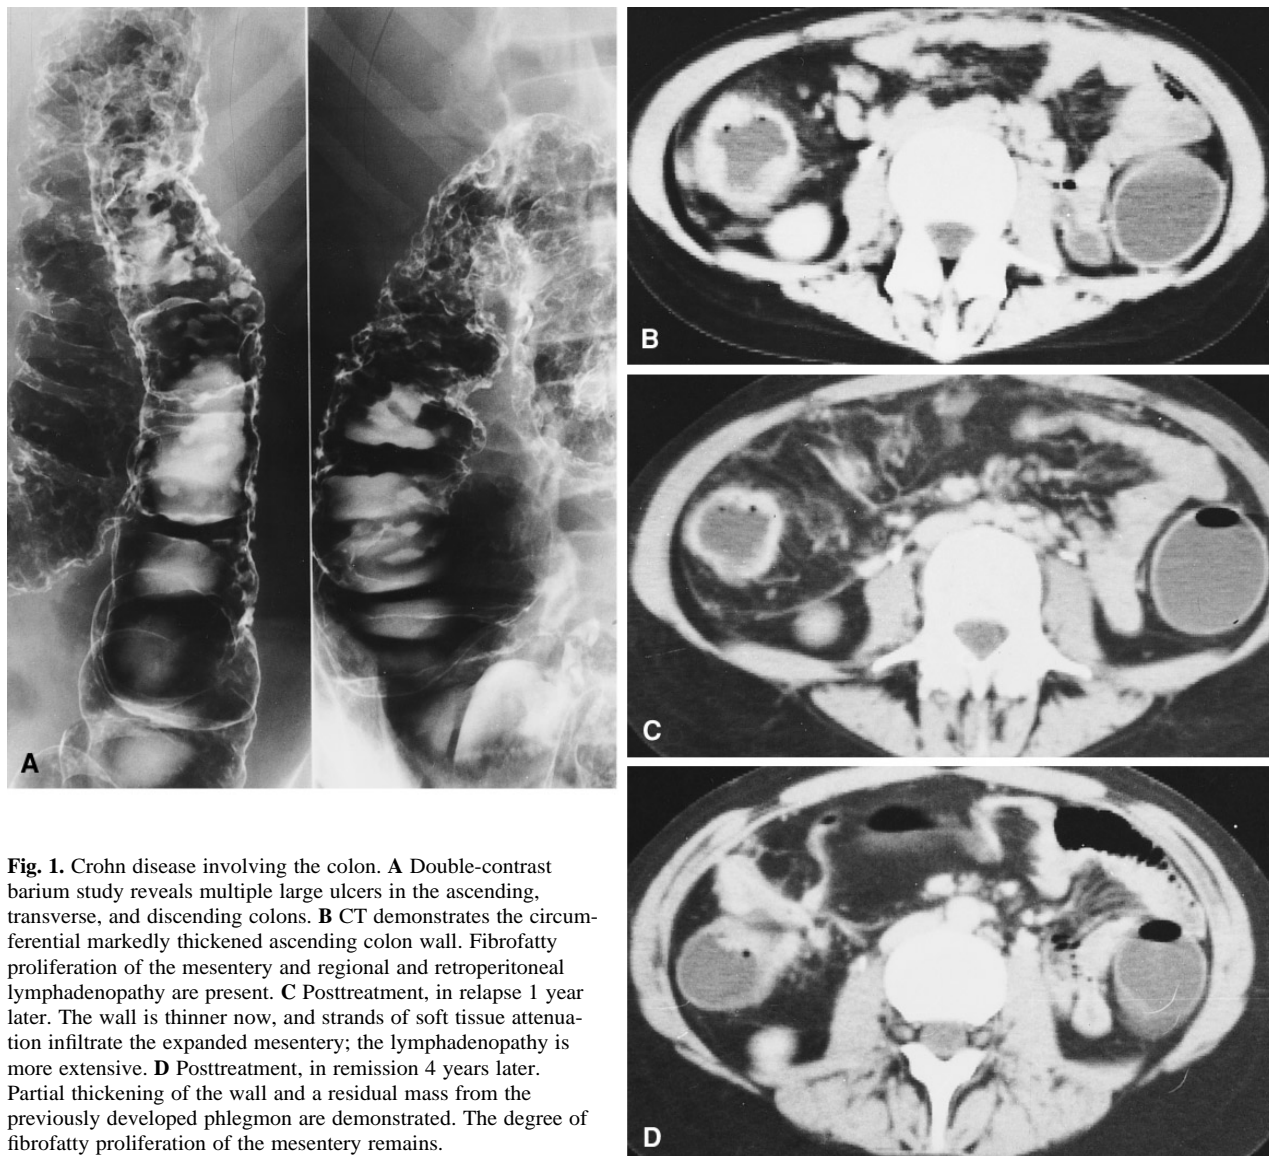 A
B
C
D
Fig. 1. Crohn disease involving the colon. A Double-contrast
barium study reveals multiple large ulcers in the ascending,
transverse, and discending colons. B CT demonstrates the circum-
ferential markedly thickened ascending colon wall. Fibrofatty
proliferation of the mesentery and regional and retroperitoneal
lymphadenopathy are present. C Posttreatment, in relapse 1 year
later. The wall is thinner now, and strands of soft tissue attenua-
tion infiltrate the expanded mesentery; the lymphadenopathy is
more extensive. D Posttreatment, in remission 4 years later.
Partial thickening of the wall and a residual mass from the
previously developed phlegmon are demonstrated. The degree of
fibrofatty proliferation of the mesentery remains.